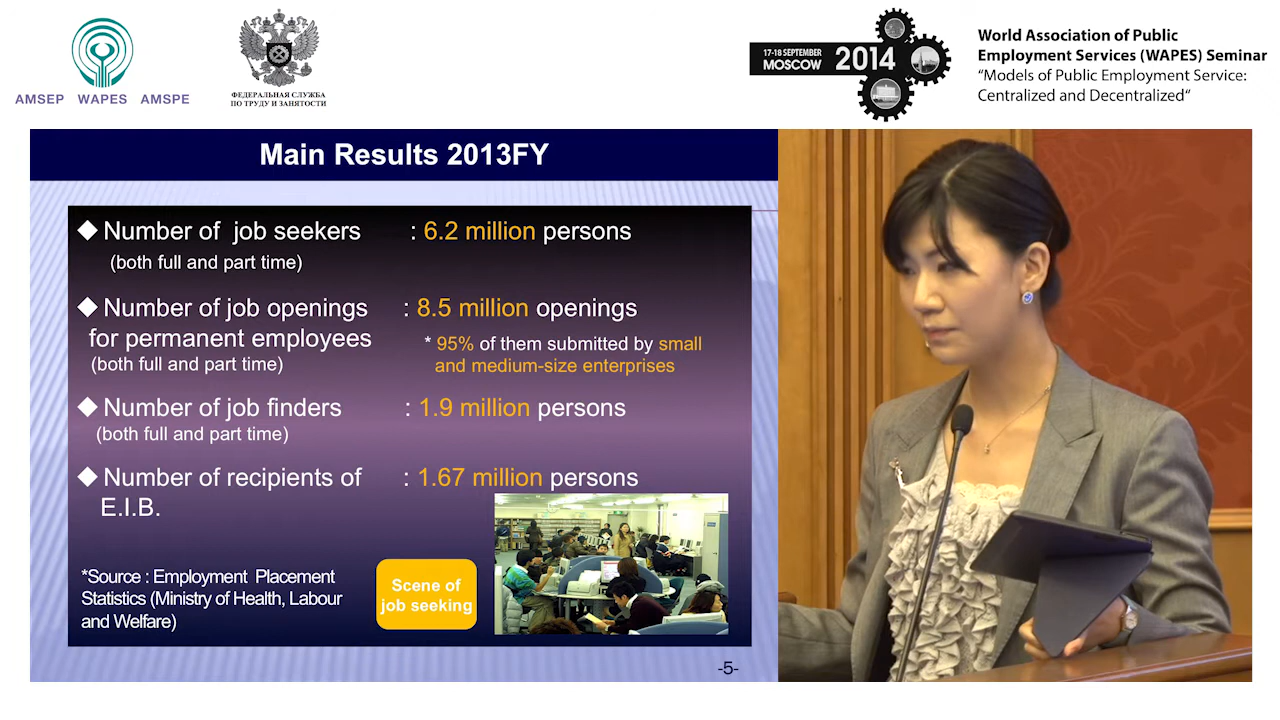 AMSEP WAPES AMSPE
ФЕДЕРАЛЬНАЯ СЛУЖБА
ПО ТРУДУ И ЗАНЯТОСТИ
17-18 SEPTEMBER
MOSCOW 2014
World Association of Public
Employment Services (WAPES) Seminar
“Models of Public Employment Service:
Centralized and Decentralized“
Main Results 2013FY
◆ Number of job seekers : 6.2 million persons
(both full and part time)
◆ Number of job openings : 8.5 million openings
for permanent employees * 95% of them submitted by small
(both full and part time) and medium-size enterprises
◆ Number of job finders : 1.9 million persons
(both full and part time)
◆ Number of recipients of : 1.67 million persons
E.I.B.
*Source : Employment Placement
Statistics (Ministry of Health, Labour
and Welfare)
Scene of
job seeking
-5-